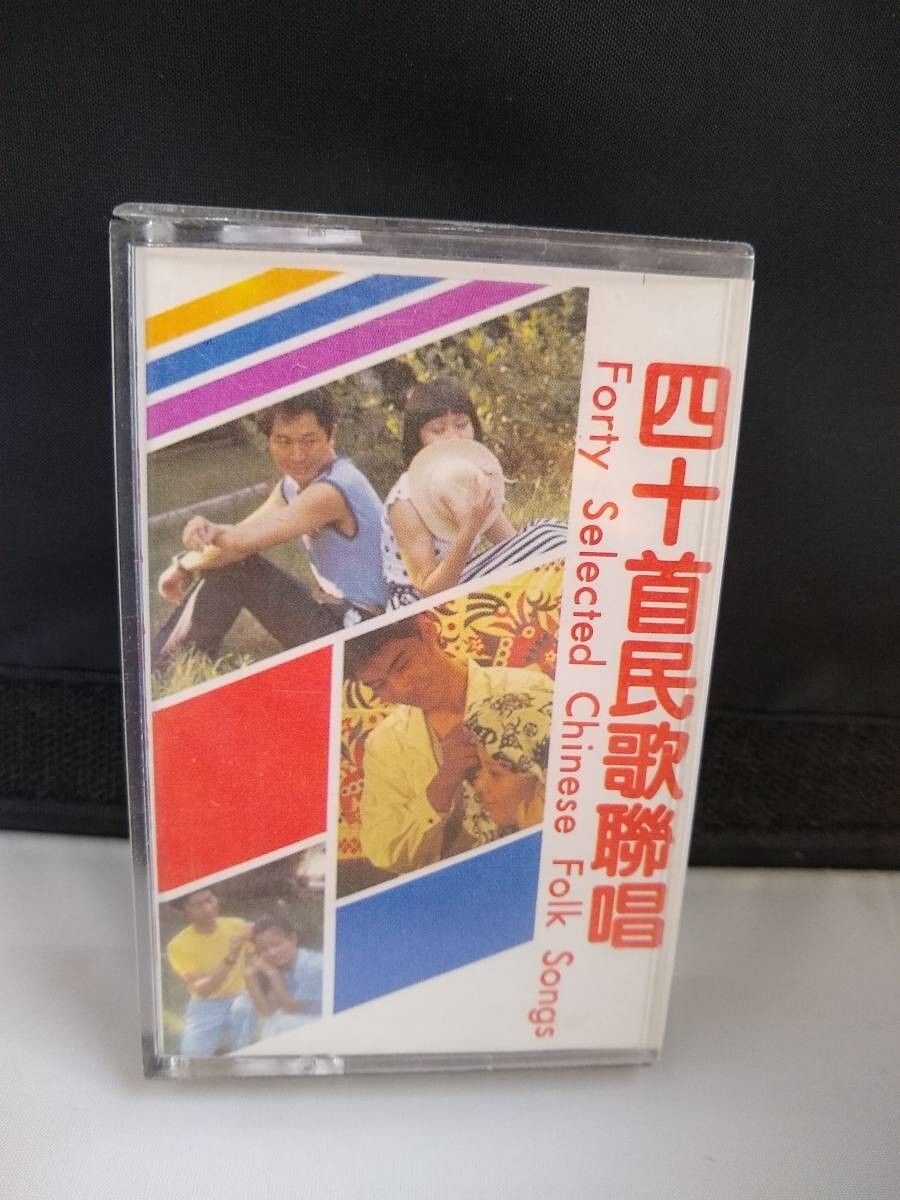 四十首民歌聯唱
Forty Selected Chinese Folk Songs